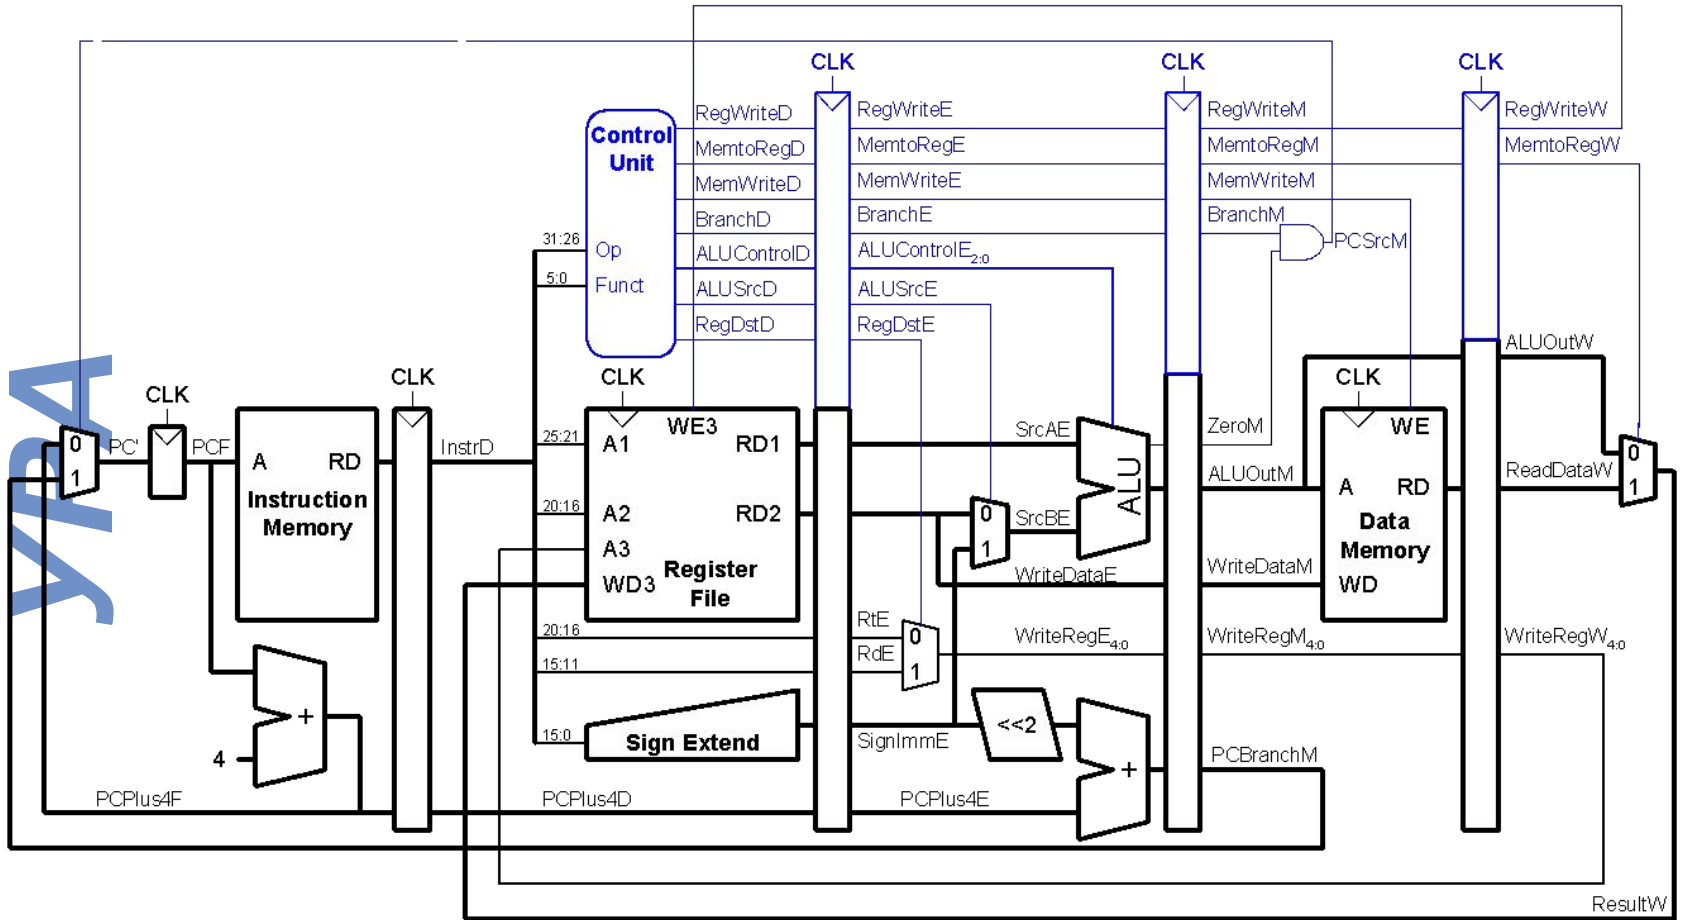 CLK
CLK
CLK
Control
Unit
RegWriteD
RegWriteE
RegWriteM
RegWriteW
MemtoRegD
MemtoRegE
MemtoRegM
MemtoRegW
MemWriteD
MemWriteE
MemWriteM
BranchD
BranchE
BranchM
PCSrcM
31:26
Op
ALUControlD
ALUControlE2:0
5:0
Funct
ALUSrcD
ALUSrcE
RegDstD
RegDstE
ALUOutW
CLK
CLK
CLK
CLK
0
1
PC'
PCF
A
RD
Instruction
Memory
InstrD
25:21
A1
WE3
RD1
SrcAE
ZeroM
WE
20:16
A2
RD2
0
1
SrcBE
ALU
ALUOutM
A
RD
Data
Memory
ReadDataW
0
1
A3
WD3
Register
File
WriteDataE
WriteDataM
WD
20:16
RtE
0
WriteRegE4:0
WriteRegM4:0
WriteRegW4:0
15:11
RdE
1
+
4
15:0
Sign Extend
SignImmE
<<2
+
PCBranchM
PCPlus4F
PCPlus4D
PCPlus4E
ResultW